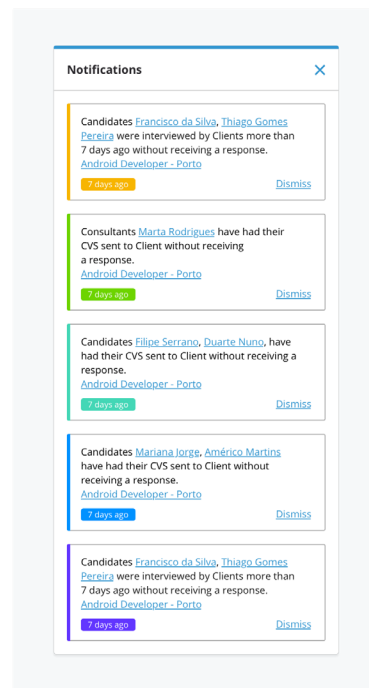 Notifications
Candidates Francisco da Silva, Thiago Gomes
Pereira were interviewed by Clients more than
7 days ago without receiving a response.
Android Developer - Porto
7 days ago Dismiss
Consultants Marta Rodrigues have had their
CVS sent to Client without receiving
a response.
Android Developer - Porto
7 days ago Dismiss
Candidates Filipe Serrano, Duarte Nuno, have
had their CVS sent to Client without receiving a
response.
Android Developer - Porto
7 days ago Dismiss
Candidates Mariana Jorge, Américo Martins
have had their CVS sent to Client without
receiving a response.
Android Developer - Porto
7 days ago Dismiss
Candidates Francisco da Silva, Thiago Gomes
Pereira were interviewed by Clients more than
7 days ago without receiving a response.
Android Developer - Porto
7 days ago Dismiss